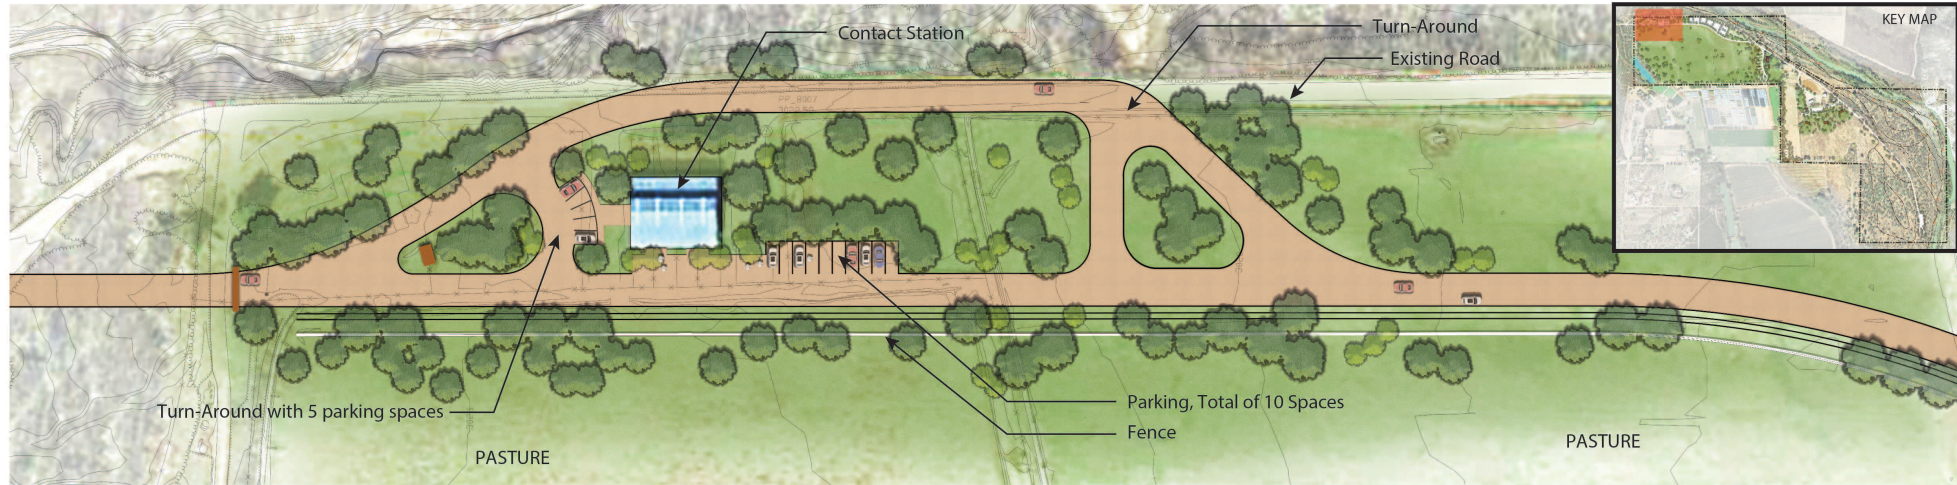 Contact Station
Turn-Around
Existing Road
KEY MAP
Turn-Around with 5 parking spaces
Parking, Total of 10 Spaces
Fence
PASTURE
PASTURE